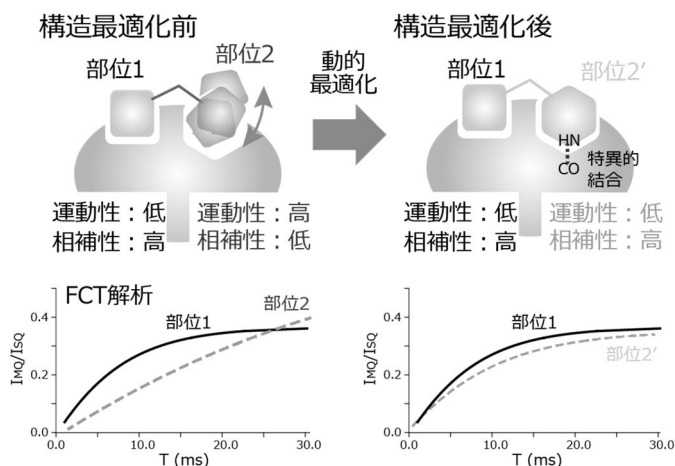 構造最適化前
部位1
部位2
動的
最適化
構造最適化後
部位1
部位2′
HN
CO
特異的
結合
運動性：低
相補性：高
運動性：高
相補性：低
運動性：低
相補性：高
運動性：低
相補性：高
FCT解析
部位1
部位2
IMQ/ISQ
0.4
0.2
0.0
0.0
10.0
20.0
30.0
T (ms)
部位1
部位2′
IMQ/ISQ
0.4
0.2
0.0
0.0
10.0
20.0
30.0
T (ms)